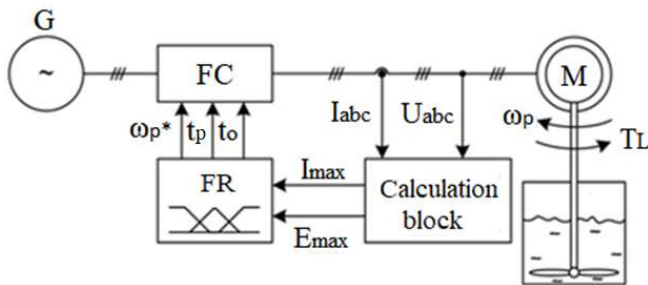 G
~
FC
M
ωp* tp to
Iabc
Uabc
ωp
TL
FR
Imax
Emax
Calculation
block